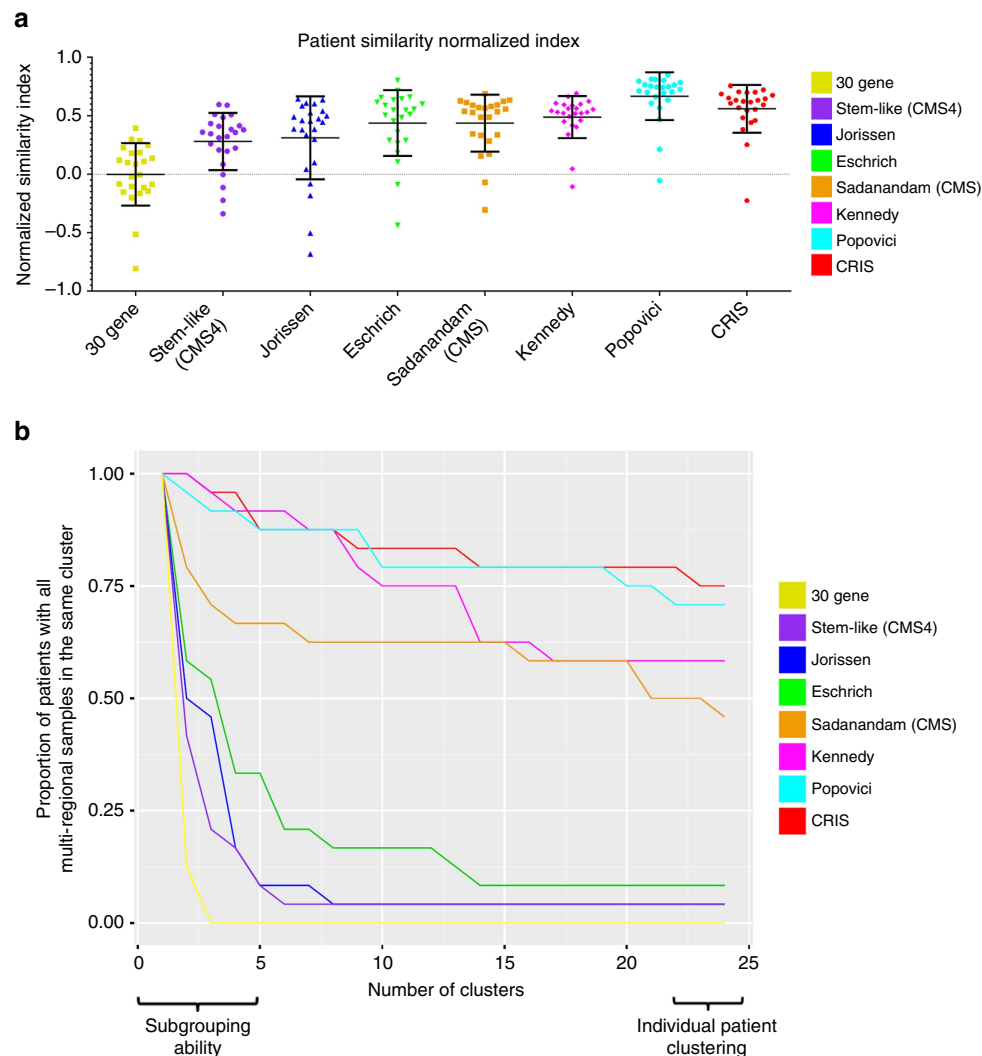 a
Patient similarity normalized index
Normalized similarity index
1.0
0.5
0.0
−0.5
−1.0
30 gene
Stem-like
(CMS4)
Jorissen
Eschrich
Sadanandam
(CMS)
Kennedy
Popovici
CRIS
30 gene
Stem-like (CMS4)
Jorissen
Eschrich
Sadanandam (CMS)
Kennedy
Popovici
CRIS
b
Proportion of patients with all
multi-regional samples in the same cluster
1.00
0.75
0.50
0.25
0.00
0
5
10
15
20
25
Number of clusters
Subgrouping
ability
Individual patient
clustering
30 gene
Stem-like (CMS4)
Jorissen
Eschrich
Sadanandam (CMS)
Kennedy
Popovici
CRIS